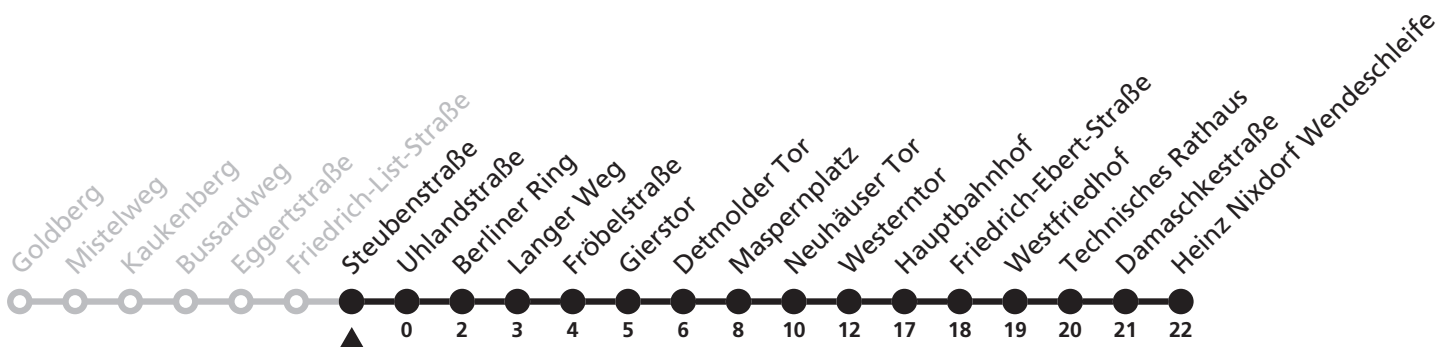 Goldberg
Mistelweg
Kaukenberg
Bussardweg
Eggertstraße
Friedrich-List-Straße
Steubenstraße
Uhlandstraße
Berliner Ring
Langer Weg
Fröbelstraße
Gierstor
Detmolder Tor
Maspernplatz
Neuhäuser Tor
Westerntor
Hauptbahnhof
Friedrich-Ebert-Straße
Westfriedhof
Technisches Rathaus
Damaschkestraße
Heinz Nixdorf Wendeschleife
0 2 3 4 5 6 8 10 12 17 18 19 20 21 22